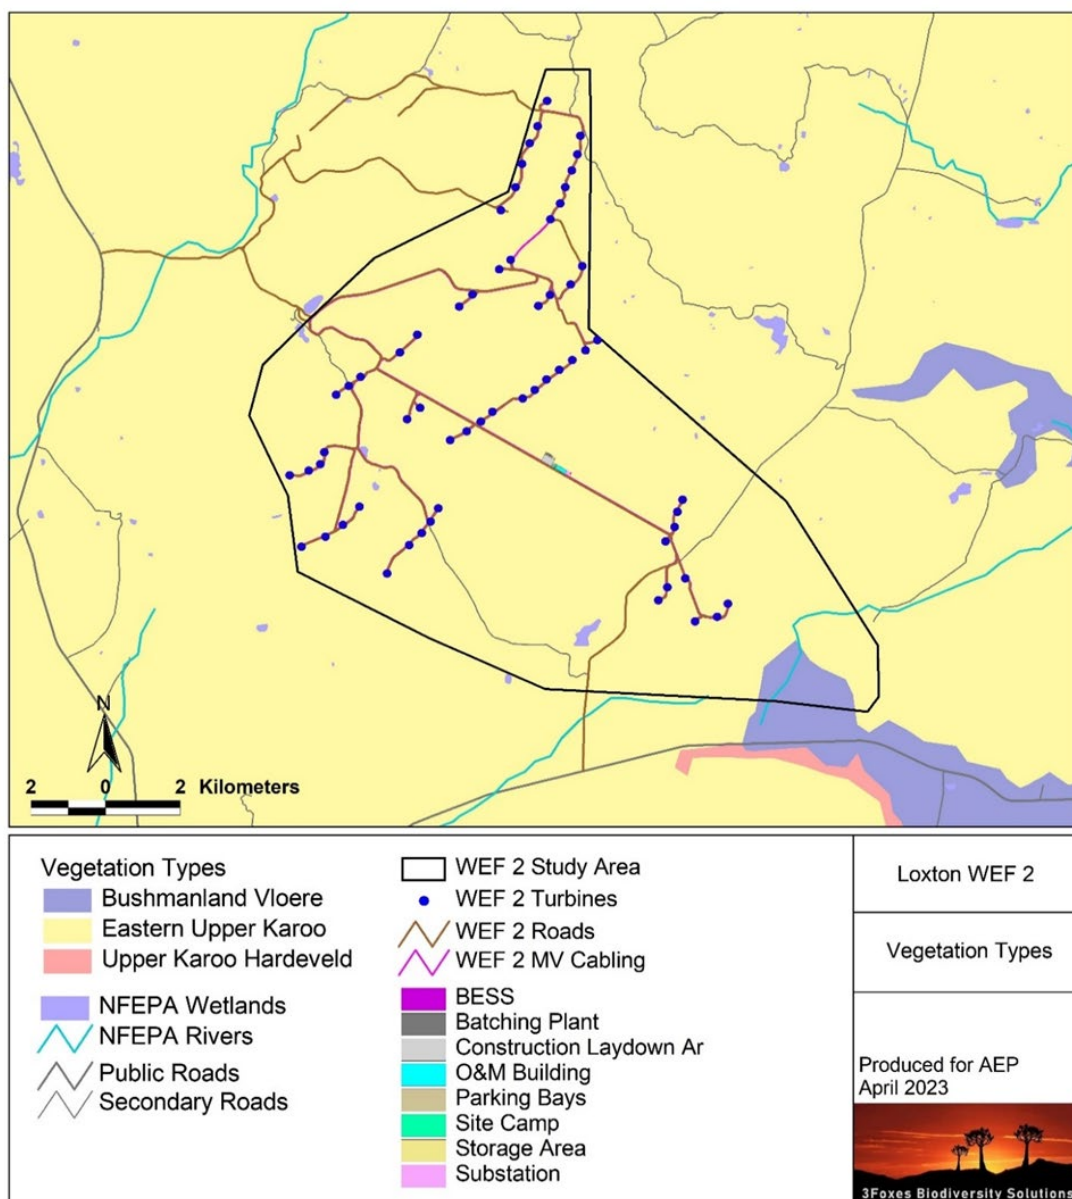 N
2 0 2 Kilometers
Vegetation Types
Bushmanland Vloere
Eastern Upper Karoo
Upper Karoo Hardeveld
NFEPA Wetlands
NFEPA Rivers
Public Roads
Secondary Roads
WEF 2 Study Area
WEF 2 Turbines
WEF 2 Roads
WEF 2 MV Cabling
BESS
Batching Plant
Construction Laydown Ar
O&M Building
Parking Bays
Site Camp
Storage Area
Substation
Loxton WEF 2
Vegetation Types
Produced for AEP
April 2023
3Foxes Biodiversity Solutions